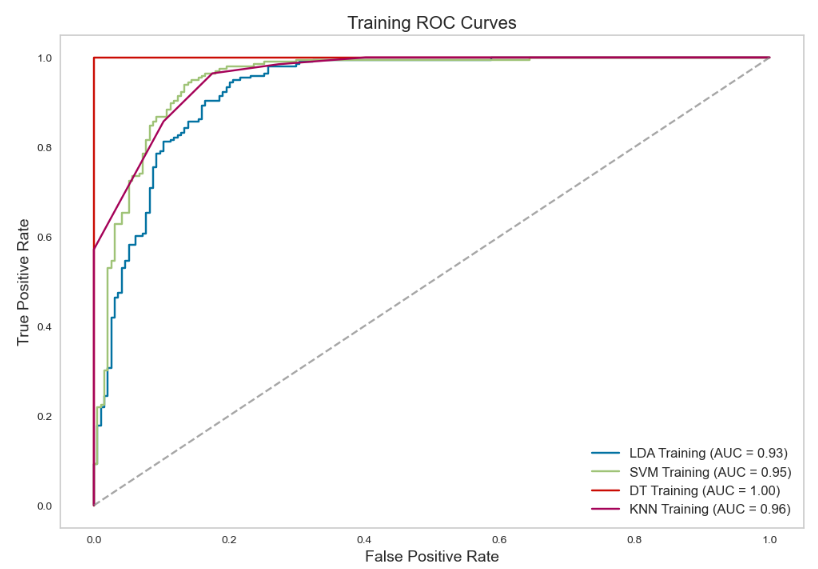 Training ROC Curves
1.0
0.8
0.6
0.4
0.2
0.0
True Positive Rate
LDA Training (AUC = 0.93)
SVM Training (AUC = 0.95)
DT Training (AUC = 1.00)
KNN Training (AUC = 0.96)
0.0 0.2 0.4 0.6 0.8 1.0
False Positive Rate